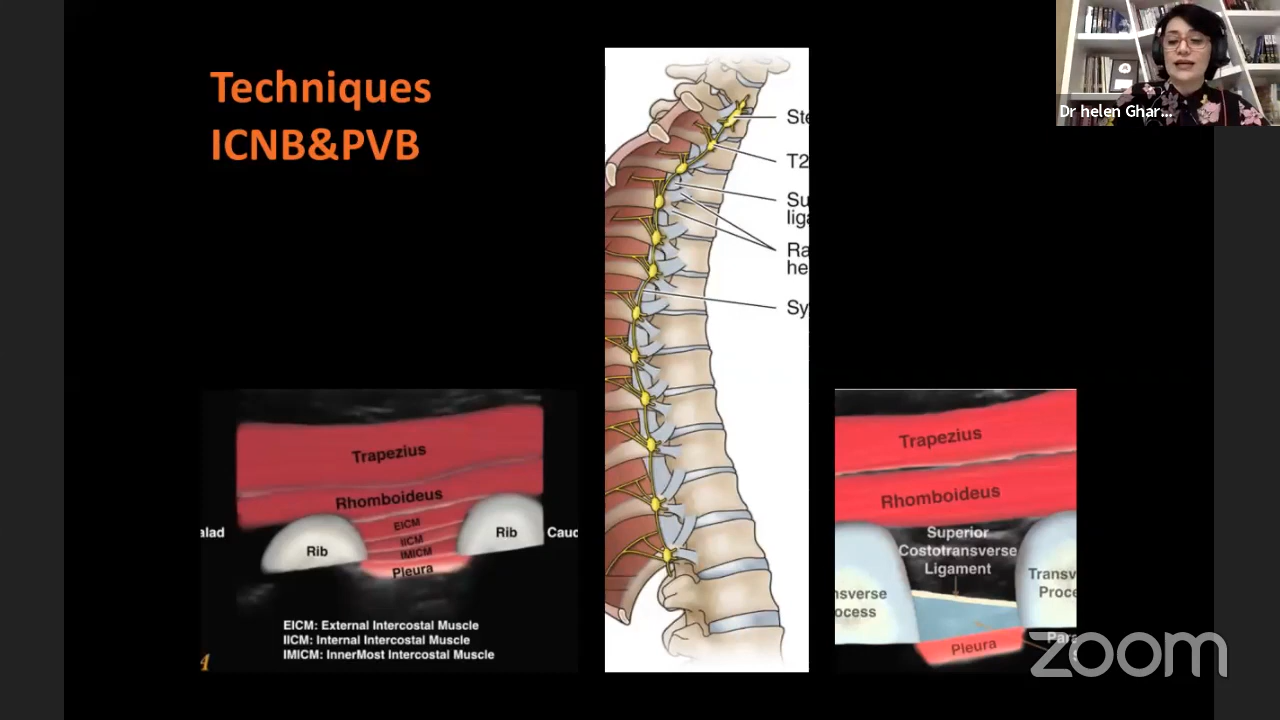 Techniques
ICNB&PVB
Dr helen Ghar...
Ste
T2
Su
liga
Ra
he
Sy
Trapezius
Rhomboideus
EICM
IICM
IMICM
Pleura
Rib
Rib
alad
Caud
EICM: External Intercostal Muscle
IICM: Internal Intercostal Muscle
IMICM: InnerMost Intercostal Muscle
A
Trapezius
Rhomboideus
Superior
Costotransverse
Ligament
nsverse
ocess
Transv
Proce
Para
Pleura
zoom